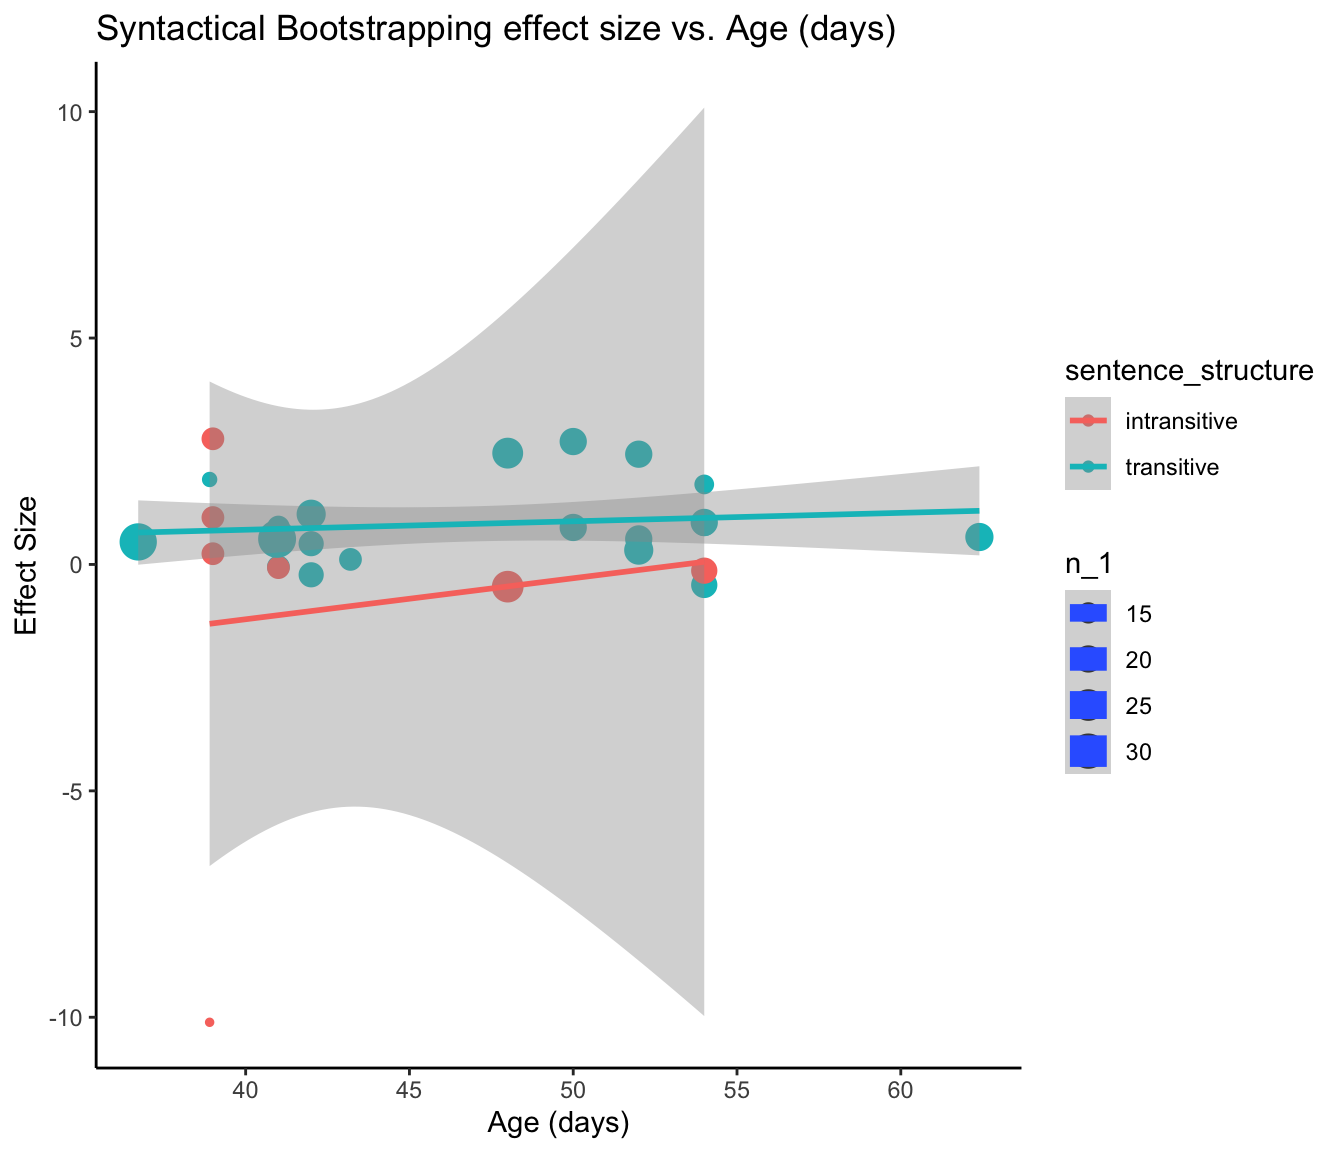 Syntactical Bootstrapping effect size vs. Age (days)
10
5
0
-5
-10
Effect Size
40 45 50 55 60
Age (days)
sentence_structure
intransitive
transitive
n_1
15
20
25
30